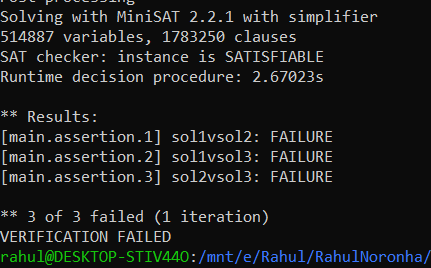 Solving with MiniSAT 2.2.1 with simplifier
514887 variables, 1783250 clauses
SAT checker: instance is SATISFIABLE
Runtime decision procedure: 2.67023s

** Results:
[main.assertion.1] sol1vsol2: FAILURE
[main.assertion.2] sol1vsol3: FAILURE
[main.assertion.3] sol2vsol3: FAILURE

** 3 of 3 failed (1 iteration)
VERIFICATION FAILED
rahul@DESKTOP-STIV44O:/mnt/e/Rahul/RahulNoronha/